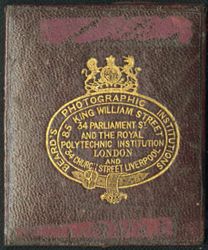 BEARD'S PHOTOGRAPHIC INSTITUTIONS
85 KING WILLIAM STREET
34 PARLIAMENT ST
AND THE ROYAL
POLYTECHNIC INSTITUTION
LONDON
AND
34 CHURCH STREET LIVERPOOL